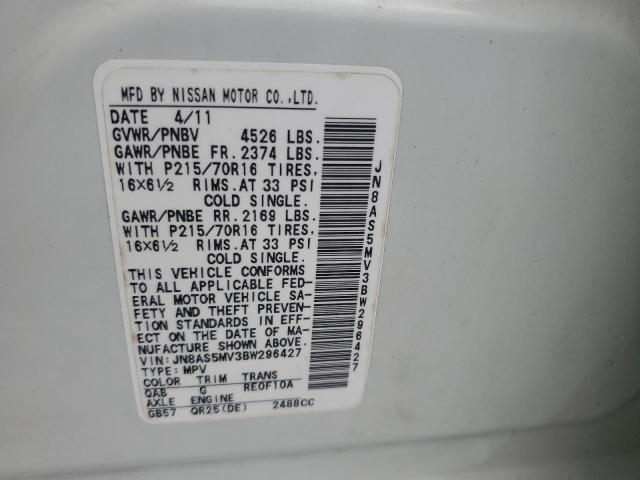 MFD BY NISSAN MOTOR CO.,LTD.
DATE 4/11
GVWR/PNBV 4526 LBS.
GAWR/PNBE FR. 2374 LBS.
WITH P215/70R16 TIRES,
16X6½ RIMS.AT 33 PSI
COLD SINGLE.
GAWR/PNBE RR. 2169 LBS.
WITH P215/70R16 TIRES,
16X6½ RIMS.AT 33 PSI
COLD SINGLE.
THIS VEHICLE CONFORMS
TO ALL APPLICABLE FED-
ERAL MOTOR VEHICLE SA-
FETY AND THEFT PREVEN-
TION STANDARDS IN EFF-
ECT ON THE DATE OF MA-
NUFACTURE SHOWN ABOVE.
VIN: JN8AS5MV3BW296427
TYPE: MPV
COLOR TRIM TRANS
QAB G RE0F10A
AXLE ENGINE
GB57 QR25(DE) 2488CC
JN8AS5MV3BW296427